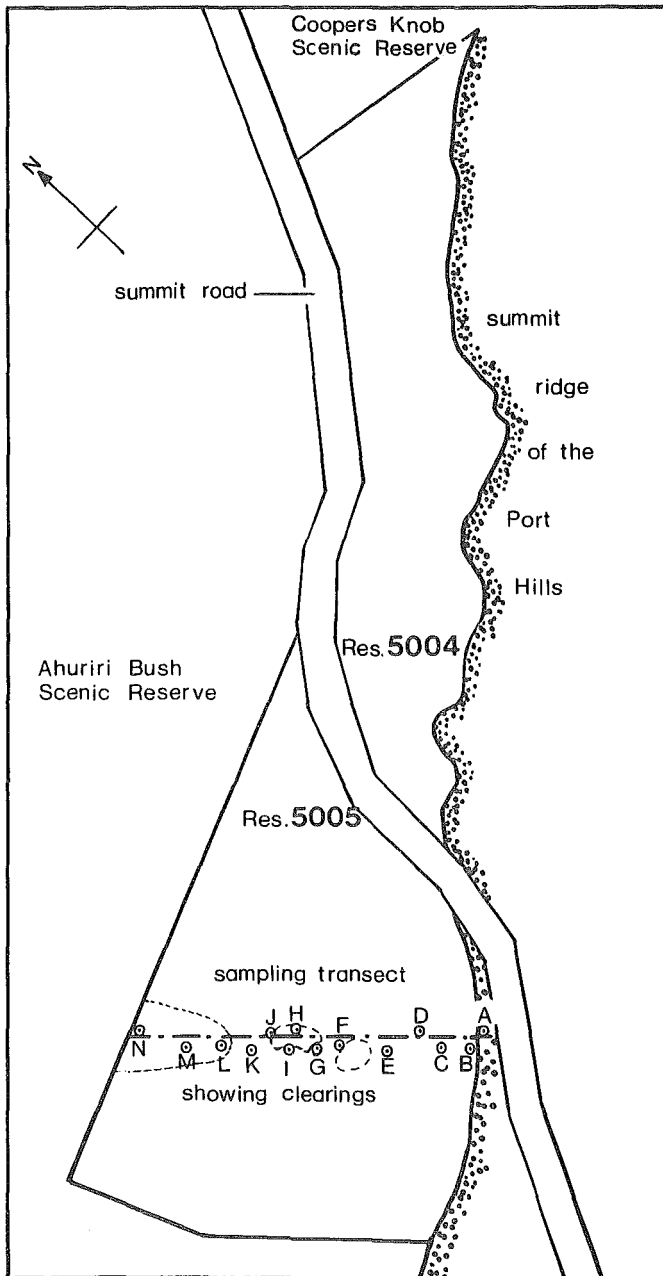 Coopers Knob
Scenic Reserve
N
summit road
summit
ridge
of the
Port
Hills
Res. 5004
Ahuriri Bush
Scenic Reserve
Res. 5005
sampling transect
J H F D A
N M L K I G E C B
showing clearings